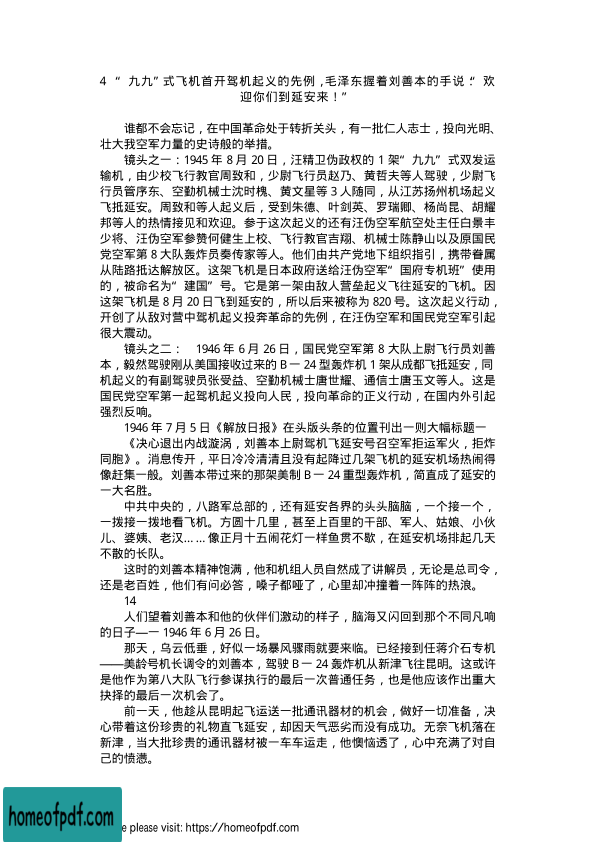 4 “ 九九”式飞机首开驾机起义的先例，毛泽东握着刘善本的手说：“ 欢
迎你们到延安来！”
谁都不会忘记，在中国革命处于转折关头，有一批仁人志士，投向光明、
壮大我空军力量的史诗般的举措。
镜头之一：1945 年 8 月 20 日，汪精卫伪政权的 1 架“ 九九”式双发运
输机，由少校飞行教官周致和，少尉飞行员赵乃、黄哲夫等人驾驶，少尉飞
行员管序东、空勤机械士沈时槐、黄文星等 3 人随同，从江苏扬州机场起义
飞抵延安。周致和等人起义后，受到朱德、叶剑英、罗瑞卿、杨尚昆、胡耀
邦等人的热情接见和欢迎。参于这次起义的还有汪伪空军航空处主任白景丰
少将、汪伪空军参赞何健生上校、飞行教官吉翔、机械士陈静山以及原国民
党空军第 8 大队轰炸员秦传家等人。他们由共产党地下组织指引，携带眷属
从陆路抵达解放区。这架飞机是日本政府送给汪伪空军“ 国府专机班”使用
的，被命名为“ 建国”号。它是第一架由敌人营垒起义飞往延安的飞机。因
这架飞机是 8 月 20 日飞到延安的，所以后来被称为 820 号。这次起义行动，
开创了从敌对营中驾机起义投奔革命的先例，在汪伪空军和国民党空军引起
很大震动。
镜头之二： 1946 年 6 月 26 日，国民党空军第 8 大队上尉飞行员刘善
本，毅然驾驶刚从美国接收过来的 B－24 型轰炸机 1 架从成都飞抵延安，同
机起义的有副驾驶员张受益、空勤机械士唐世耀、通信士唐玉文等人。这是
国民党空军第一起驾机起义投向人民，投向革命的正义行动，在国内外引起
强烈反响。
1946 年 7 月 5 日《解放日报》在头版头条的位置刊出一则大幅标题一
《决心退出内战漩涡，刘善本上尉驾机飞延安号召空军拒运军火，拒炸
同胞》。消息传开，平日冷冷清清且没有起降过几架飞机的延安机场热闹得
像赶集一般。刘善本带过来的那架美制 B－24 重型轰炸机，简直成了延安的
一大名胜。
中共中央的，八路军总部的，还有延安各界的头头脑脑，一个接一个，
一拨接一拨地看飞机。方圆十几里，甚至上百里的干部、军人、姑娘、小伙
儿、婆姨、老汉……像正月十五闹花灯一样鱼贯不歇，在延安机场排起几天
不散的长队。
这时的刘善本精神饱满，他和机组人员自然成了讲解员，无论是总司令，
还是老百姓，他们有问必答，嗓子都哑了，心里却冲撞着一阵阵的热浪。
14
人们望着刘善本和他的伙伴们激动的样子，脑海又闪回到那个不同凡响
的日子—一 1946 年 6 月 26 日。
那天，乌云低垂，好似一场暴风骤雨就要来临。已经接到任蒋介石专机
——美龄号机长调令的刘善本，驾驶 B－24 轰炸机从新津飞往昆明。这或许
是他作为第八大队飞行参谋执行的最后一次普通任务，也是他应该作出重大
抉择的最后一次机会了。
前一天，他趁从昆明起飞运送一批通讯器材的机会，做好一切准备，决
心带着这份珍贵的礼物直飞延安，却因天气恶劣而没有成功。无奈飞机落在
新津，当大批珍贵的通讯器材被一车车运走，他懊恼透了，心中充满了对自
己的愤懑。
homeofpdf.com
e please visit: https://homeofpdf.com